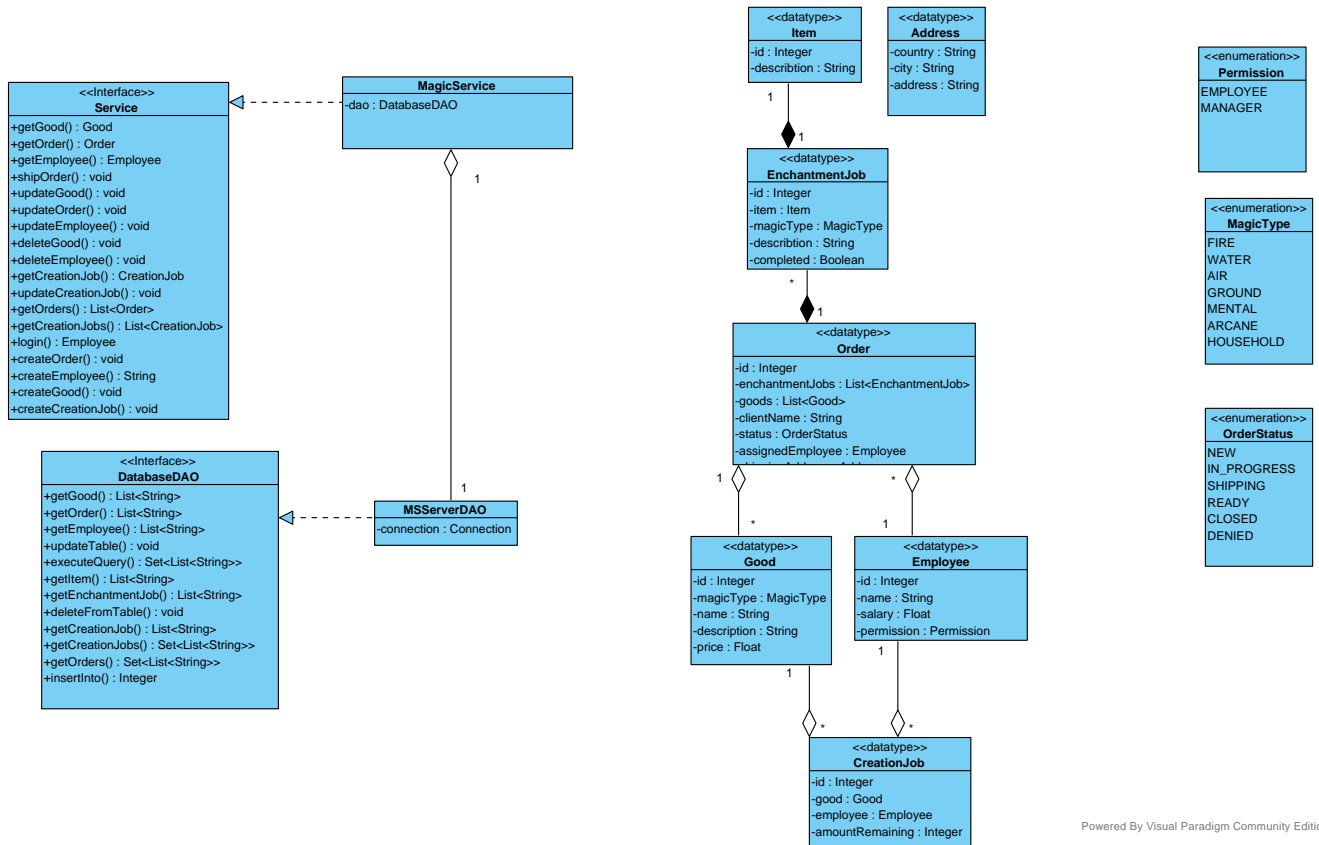 <<Interface>>
Service
+getGood() : Good
+getOrder() : Order
+getEmployee() : Employee
+shipOrder() : void
+updateGood() : void
+updateOrder() : void
+updateEmployee() : void
+deleteGood() : void
+deleteEmployee() : void
+getCreationJob() : CreationJob
+updateCreationJob() : void
+getOrders() : List<Order>
+getCreationJobs() : List<CreationJob>
+login() : Employee
+createOrder() : void
+createEmployee() : String
+createGood() : void
+createCreationJob() : void
MagicService
-dao : DatabaseDAO
1
1
<<Interface>>
DatabaseDAO
+getGood() : List<String>
+getOrder() : List<String>
+getEmployee() : List<String>
+updateTable() : void
+executeQuery() : Set<List<String>>
+getItem() : List<String>
+getEnchantmentJob() : List<String>
+deleteFromTable() : void
+getCreationJob() : List<String>
+getCreationJobs() : Set<List<String>>
+getOrders() : Set<List<String>>
+insertInto() : Integer
MSServerDAO
-connection : Connection
<<datatype>>
Item
-id : Integer
-describtion : String
<<datatype>>
Address
-country : String
-city : String
-address : String
1
1
<<datatype>>
EnchantmentJob
-id : Integer
-item : Item
-magicType : MagicType
-describtion : String
-completed : Boolean
*
1
<<datatype>>
Order
-id : Integer
-enchantmentJobs : List<EnchantmentJob>
-goods : List<Good>
-clientName : String
-status : OrderStatus
-assignedEmployee : Employee
1
*
*
1
<<datatype>>
Good
-id : Integer
-magicType : MagicType
-name : String
-description : String
-price : Float
<<datatype>>
Employee
-id : Integer
-name : String
-salary : Float
-permission : Permission
1
*
1
*
<<datatype>>
CreationJob
-id : Integer
-good : Good
-employee : Employee
-amountRemaining : Integer
<<enumeration>>
Permission
EMPLOYEE
MANAGER
<<enumeration>>
MagicType
FIRE
WATER
AIR
GROUND
MENTAL
ARCANE
HOUSEHOLD
<<enumeration>>
OrderStatus
NEW
IN_PROGRESS
SHIPPING
READY
CLOSED
DENIED
Powered By Visual Paradigm Community Editio